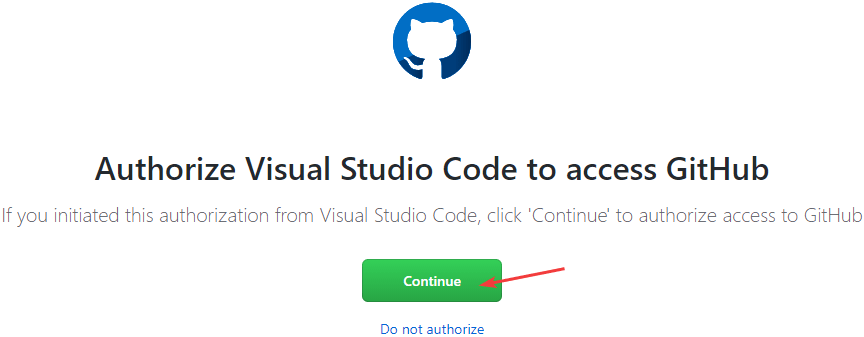 Authorize Visual Studio Code to access GitHub
If you initiated this authorization from Visual Studio Code, click 'Continue' to authorize access to GitHub
Continue
Do not authorize